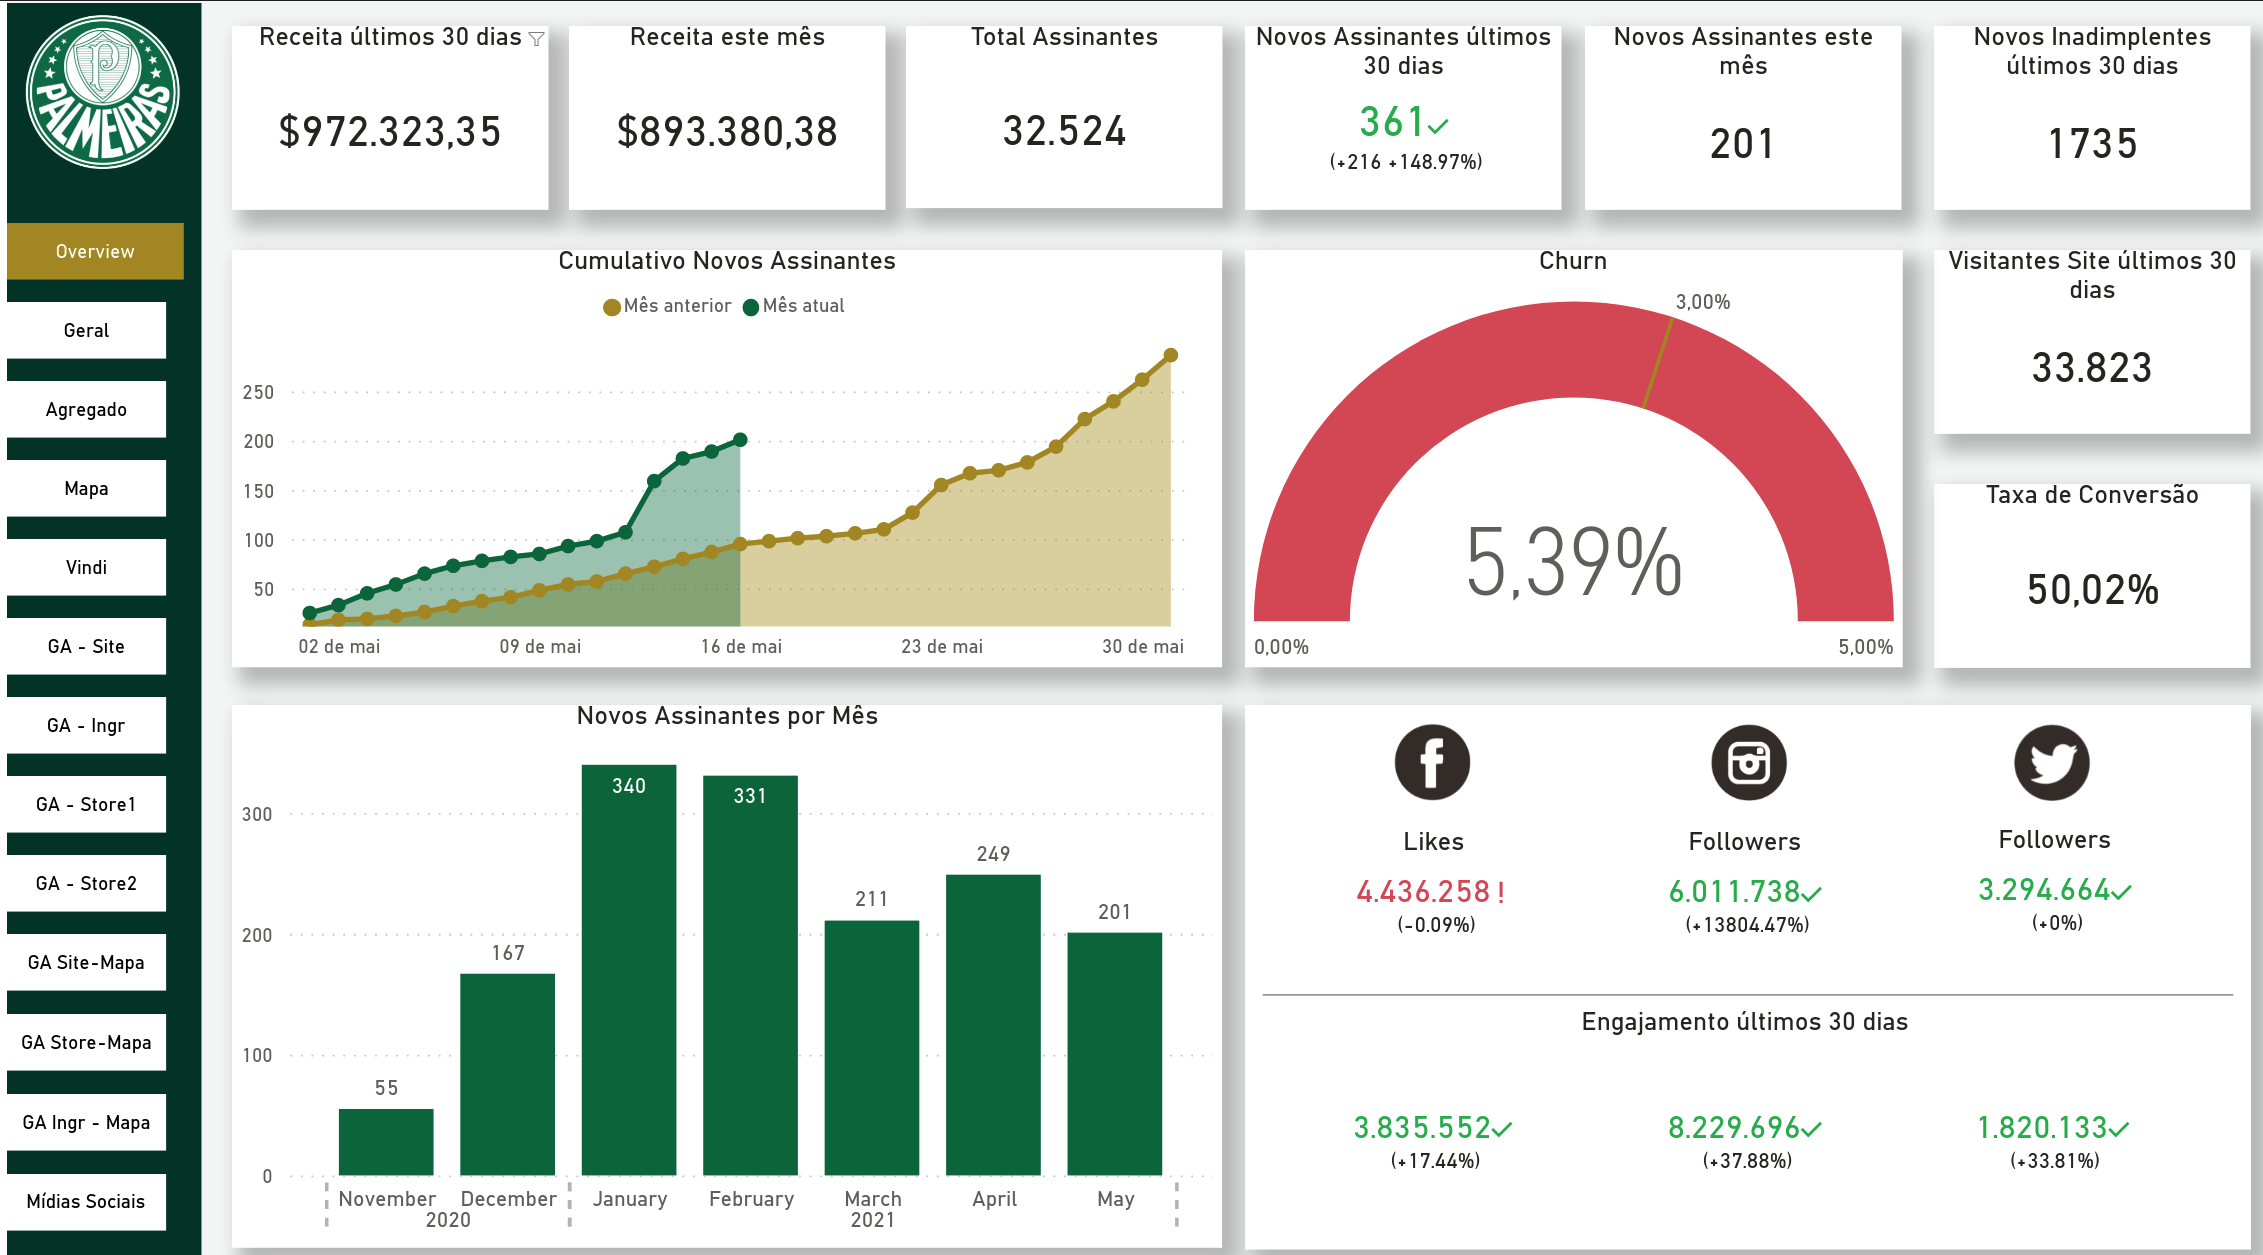 P
PALMEIRAS
Overview
Geral
Agregado
Mapa
Vindi
GA - Site
GA - Ingr
GA - Store1
GA - Store2
GA Site-Mapa
GA Store-Mapa
GA Ingr - Mapa
Mídias Sociais
Receita últimos 30 dias
$972.323,35
Receita este mês
$893.380,38
Total Assinantes
32.524
Novos Assinantes últimos
30 dias
361
(+216 +148.97%)
Novos Assinantes este
mês
201
Novos Inadimplentes
últimos 30 dias
1735
Cumulativo Novos Assinantes
Mês anterior Mês atual
250
200
150
100
50
02 de mai 09 de mai 16 de mai 23 de mai 30 de mai
Churn
3,00%
5,39%
0,00% 5,00%
Visitantes Site últimos 30
dias
33.823
Taxa de Conversão
50,02%
Novos Assinantes por Mês
300
200
100
0
55 167 340 331 211 249 201
November December January February March April May
2020 2021
Likes Followers Followers
4.436.258 ! 6.011.738 3.294.664
(-0.09%) (+13804.47%) (+0%)
Engajamento últimos 30 dias
3.835.552 8.229.696 1.820.133
(+17.44%) (+37.88%) (+33.81%)